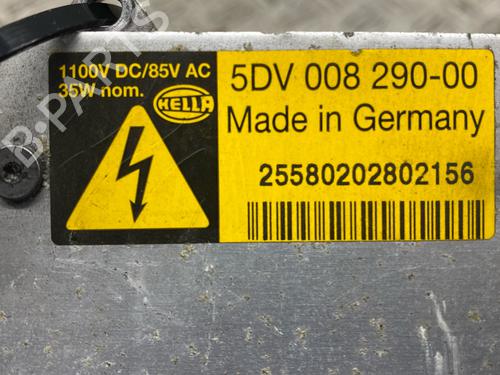 1100V DC/85V AC
35W nom.
HELLA
5DV 008 290-00
Made in Germany
25580202802156
B-PARTS